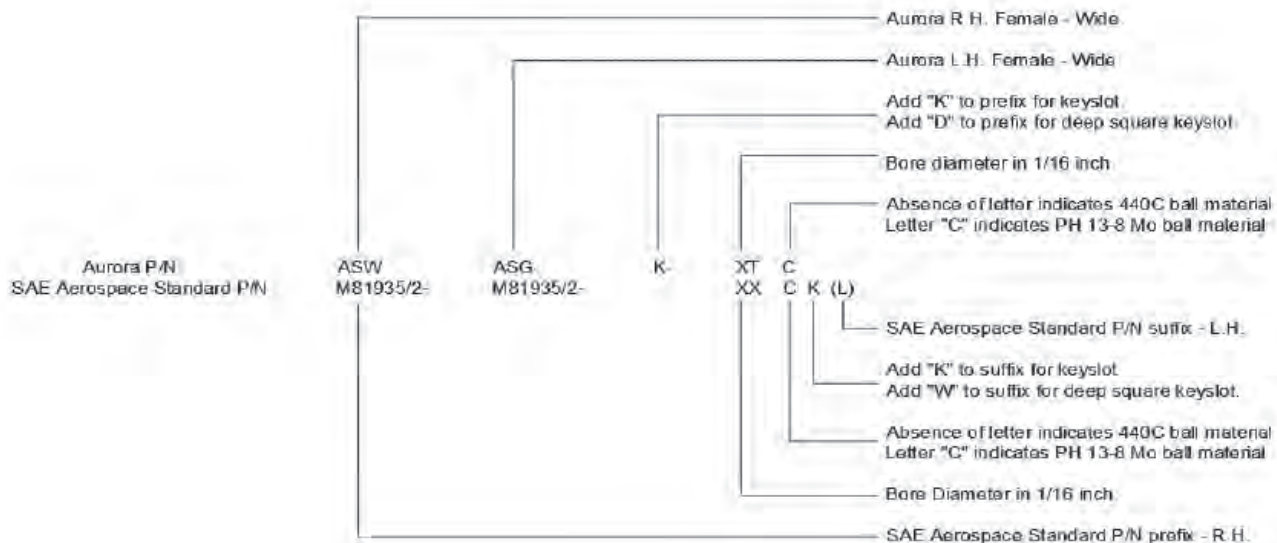 Aurora R.H. Female - Wide
Aurora L.H. Female - Wide
Add "K" to prefix for keyslot.
Add "D" to prefix for deep square keyslot.
Bore diameter in 1/16 inch
Absence of letter indicates 440C ball material
Letter "C" indicates PH 13-8 Mo ball material
Aurora P/N ASW ASG K- XT C
SAE Aerospace Standard P/N M81935/2- M81935/2- XX C K (L)
SAE Aerospace Standard P/N suffix - L.H.
Add "K" to suffix for keyslot
Add "W" to suffix for deep square keyslot.
Absence of letter indicates 440C ball material
Letter "C" indicates PH 13-8 Mo ball material
Bore Diameter in 1/16 inch
SAE Aerospace Standard P/N prefix - R.H.